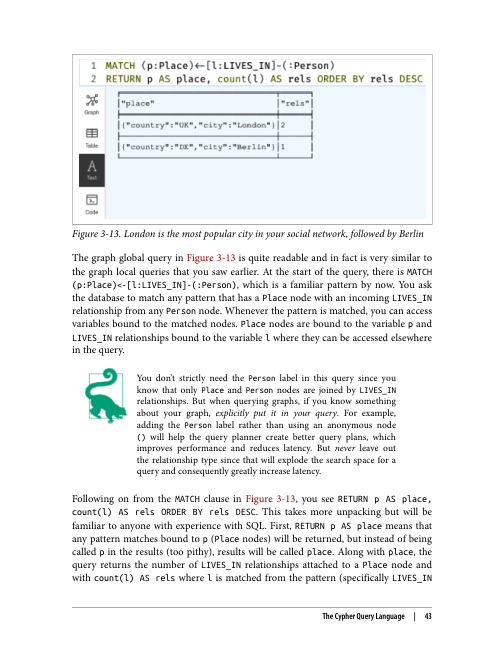 1 MATCH (p:Place)<-[l:LIVES_IN]-(:Person)
2 RETURN p AS place, count(l) AS rels ORDER BY rels DESC
Graph
Table
Text
Code
"place" "rels"
{"country":"UK","city":"London"} 2
{"country":"DE","city":"Berlin"} 1
Figure 3-13. London is the most popular city in your social network, followed by Berlin
The graph global query in Figure 3-13 is quite readable and in fact is very similar to
the graph local queries that you saw earlier. At the start of the query, there is MATCH
(p:Place)<-[l:LIVES_IN]-(:Person), which is a familiar pattern by now. You ask
the database to match any pattern that has a Place node with an incoming LIVES_IN
relationship from any Person node. Whenever the pattern is matched, you can access
variables bound to the matched nodes. Place nodes are bound to the variable p and
LIVES_IN relationships bound to the variable l where they can be accessed elsewhere
in the query.
You don't strictly need the Person label in this query since you
know that only Place and Person nodes are joined by LIVES_IN
relationships. But when querying graphs, if you know something
about your graph, explicitly put it in your query. For example,
adding the Person label rather than using an anonymous node
() will help the query planner create better query plans, which
improves performance and reduces latency. But never leave out
the relationship type since that will explode the search space for a
query and consequently greatly increase latency.
Following on from the MATCH clause in Figure 3-13, you see RETURN p AS place,
count(l) AS rels ORDER BY rels DESC. This takes more unpacking but will be
familiar to anyone with experience with SQL. First, RETURN p AS place means that
any pattern matches bound to p (Place nodes) will be returned, but instead of being
called p in the results (too pithy), results will be called place. Along with place, the
query returns the number of LIVES_IN relationships attached to a Place node and
with count(l) AS rels where l is matched from the pattern (specifically LIVES_IN
The Cypher Query Language | 43